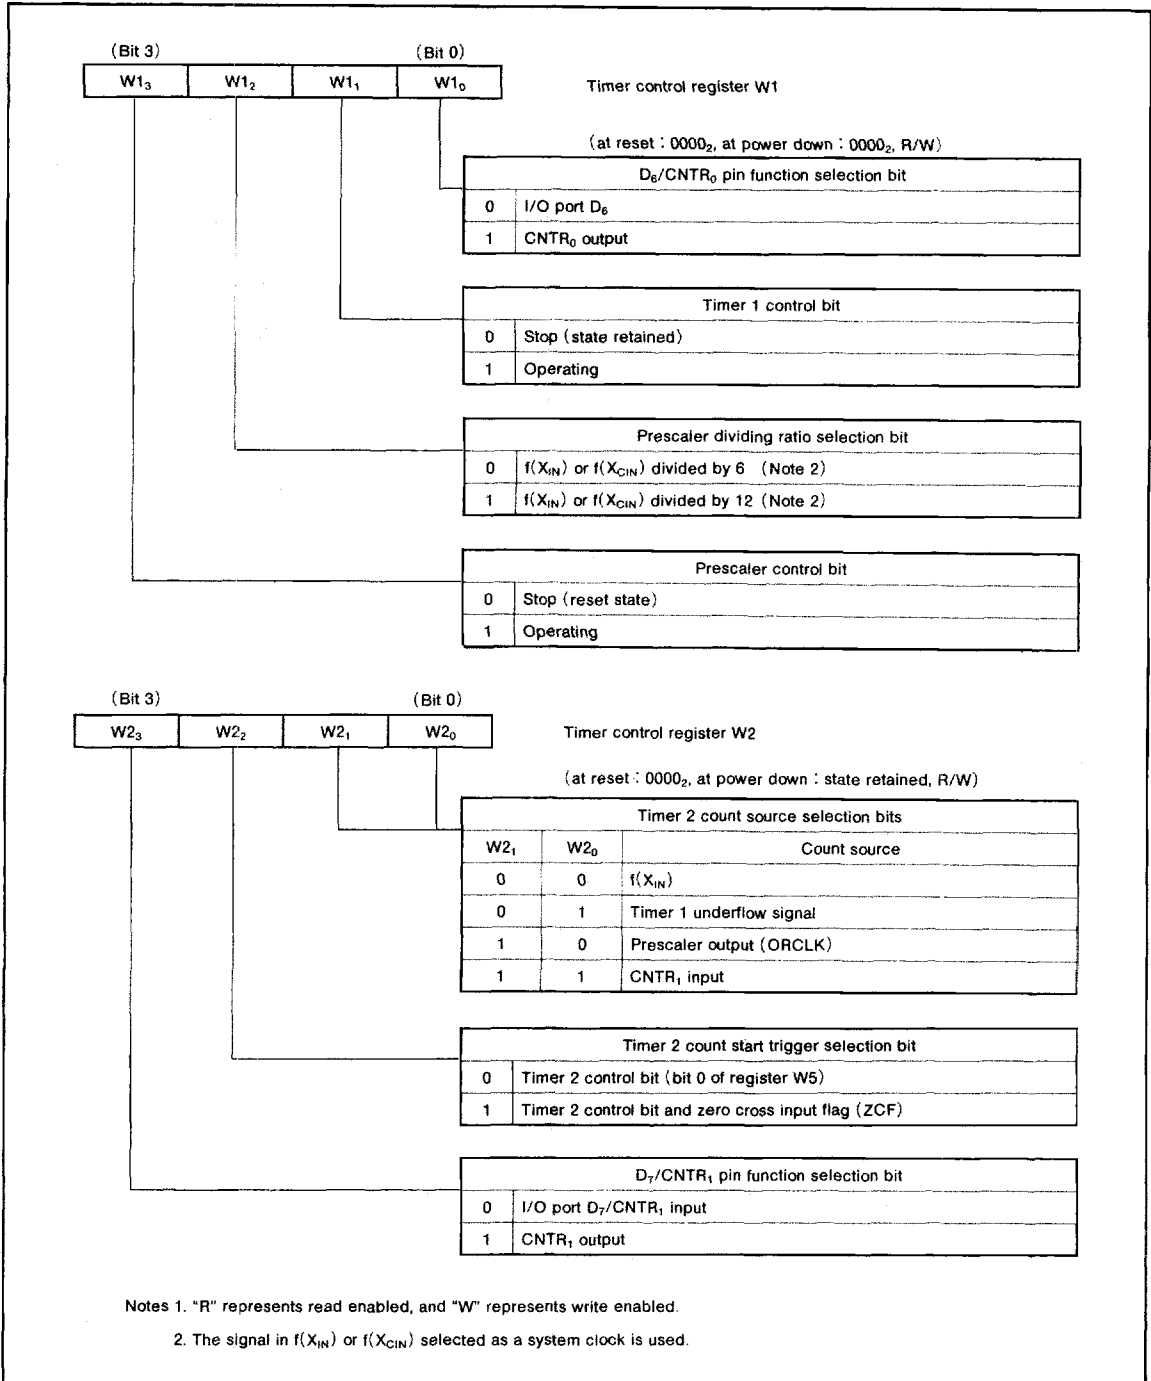 (Bit 3) (Bit 0)
W1₃ W1₂ W1₁ W1₀
Timer control register W1
(at reset : 0000₂, at power down : 0000₂, R/W)
D₆/CNTR₀ pin function selection bit
0 I/O port D₆
1 CNTR₀ output
Timer 1 control bit
0 Stop (state retained)
1 Operating
Prescaler dividing ratio selection bit
0 f(X_IN) or f(X_CIN) divided by 6 (Note 2)
1 f(X_IN) or f(X_CIN) divided by 12 (Note 2)
Prescaler control bit
0 Stop (reset state)
1 Operating
(Bit 3) (Bit 0)
W2₃ W2₂ W2₁ W2₀
Timer control register W2
(at reset : 0000₂, at power down : state retained, R/W)
Timer 2 count source selection bits
W2₁ W2₀ Count source
0 0 f(X_IN)
0 1 Timer 1 underflow signal
1 0 Prescaler output (ORCLK)
1 1 CNTR₁ input
Timer 2 count start trigger selection bit
0 Timer 2 control bit (bit 0 of register W5)
1 Timer 2 control bit and zero cross input flag (ZCF)
D₇/CNTR₁ pin function selection bit
0 I/O port D₇/CNTR₁ input
1 CNTR₁ output
Notes 1. "R" represents read enabled, and "W" represents write enabled.
2. The signal in f(X_IN) or f(X_CIN) selected as a system clock is used.